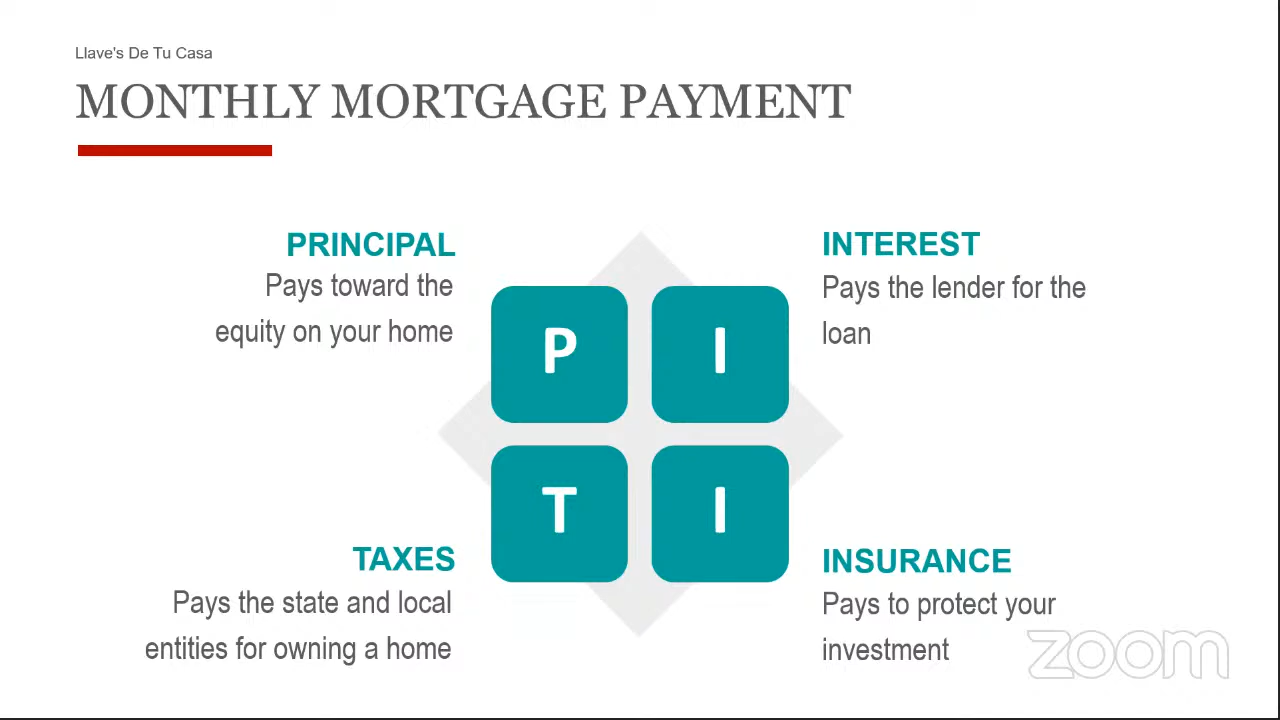 Llave's De Tu Casa
MONTHLY MORTGAGE PAYMENT
PRINCIPAL
Pays toward the
equity on your home
INTEREST
Pays the lender for the
loan
P
I
T
I
TAXES
Pays the state and local
entities for owning a home
INSURANCE
Pays to protect your
investment
zoom